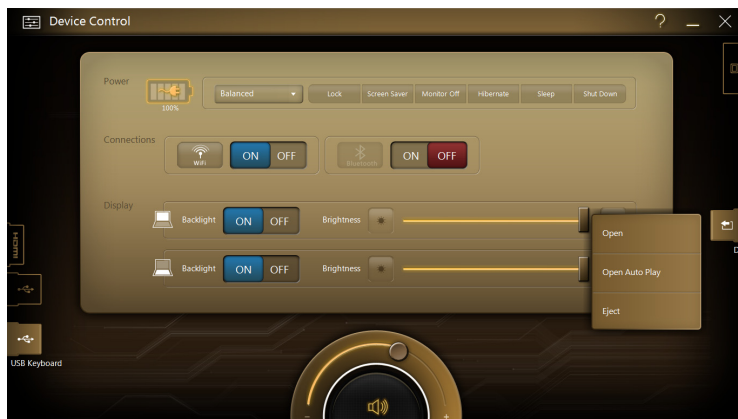 Device Control
?
Power
100%
Balanced
Lock
Screen Saver
Monitor Off
Hibernate
Sleep
Shut Down
Connections
WiFi
ON OFF
Bluetooth
ON OFF
Display
Backlight
ON OFF
Brightness
Backlight
ON OFF
Brightness
Open
Open Auto Play
Eject
HDMI
USB Keyboard
D
- +